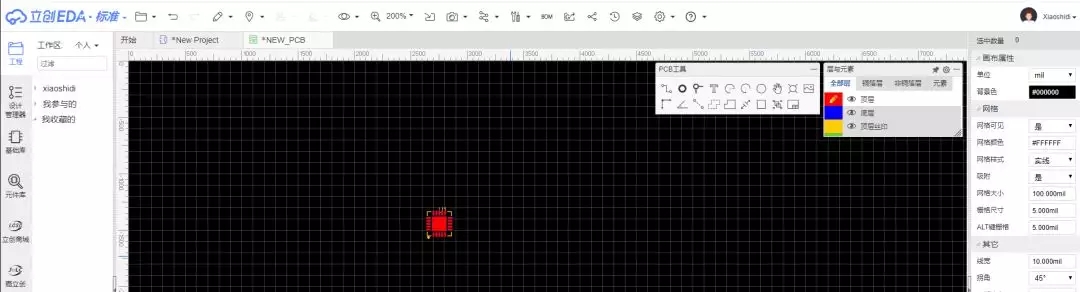 立创EDA·标准
200%
BOM
Xiaoshidi
工程
设计
管理器
基础库
元件库
立创商城
嘉立创
工作区:
个人
过滤
xiaoshidi
我参与的
我收藏的
开始
*New Project
*NEW_PCB
0
1000
2000
3000
4000
5000
6000
7000
0
-500
-1000
-1500
PCB工具
T
层与元素
全部层
铜箔层
非铜箔层
元素
顶层
底层
顶层丝印
选中数量 0
画布属性
单位 mil
背景色 #000000
网格
网格可见 是
网格颜色 #FFFFFF
网格样式 实线
吸附 是
网格大小 100.000mil
栅格尺寸 5.000mil
ALT键栅格 5.000mil
其它
线宽 10.000mil
拐角 45°